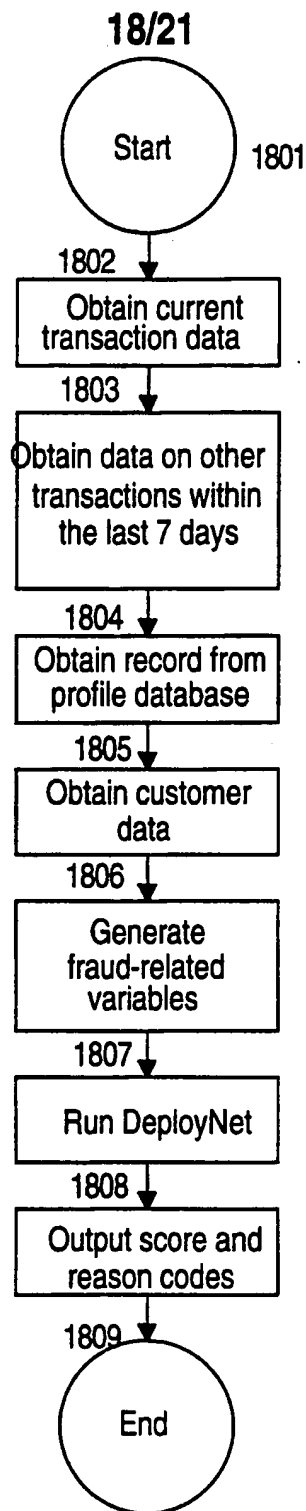 18/21
Start
1801
1802
Obtain current
transaction data
1803
Obtain data on other
transactions within
the last 7 days
1804
Obtain record from
profile database
1805
Obtain customer
data
1806
Generate
fraud-related
variables
1807
Run DeployNet
1808
Output score and
reason codes
1809
End